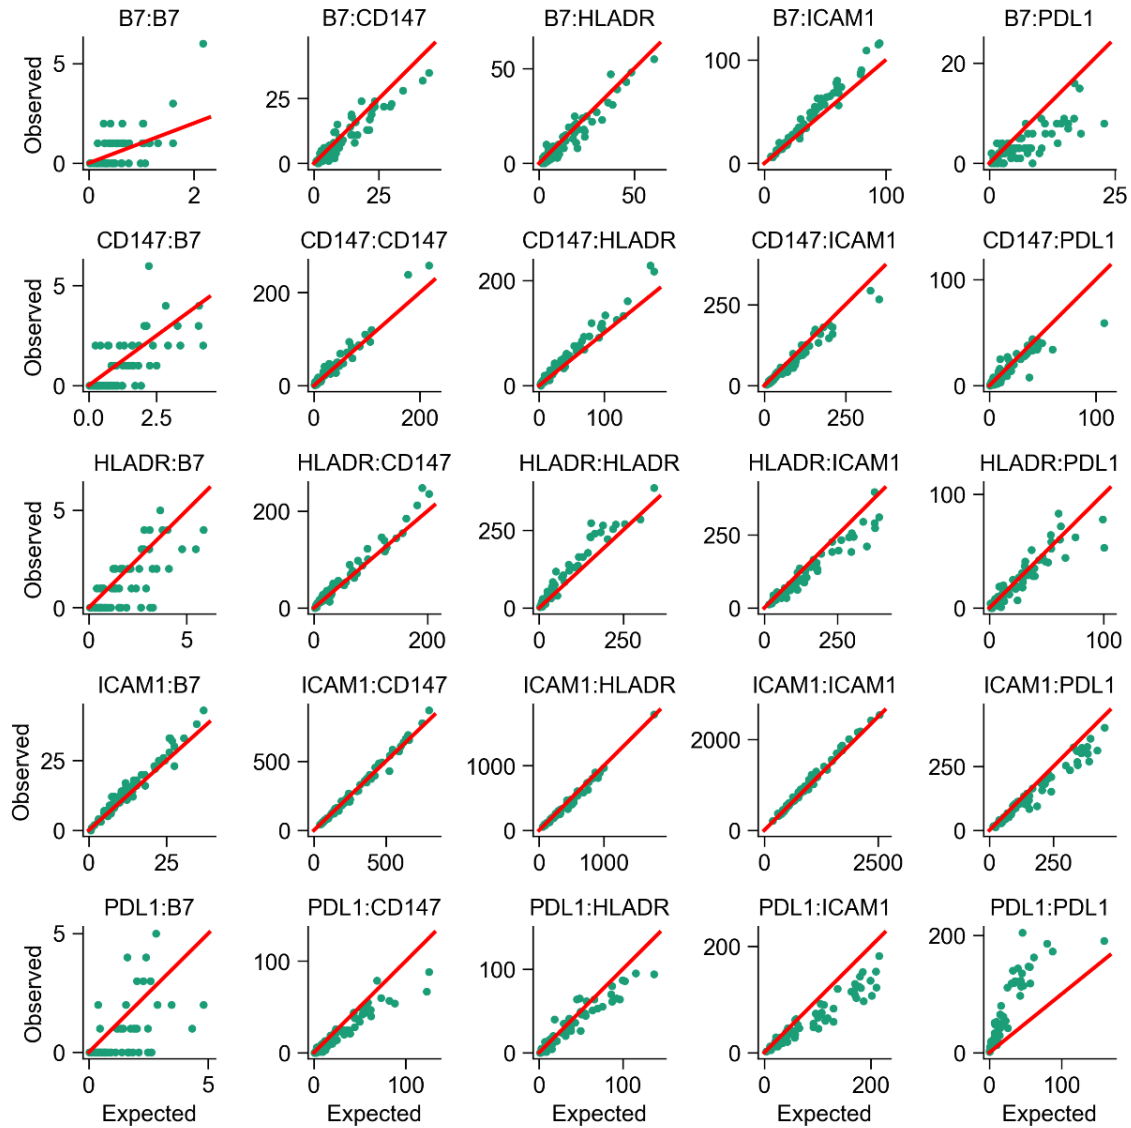 B7:B7 B7:CD147 B7:HLADR B7:ICAM1 B7:PDL1
Observed
5 25 50 100 20
0 0 0 0 0
0 2 0 25 0 50 0 100 0 25
CD147:B7 CD147:CD147 CD147:HLADR CD147:ICAM1 CD147:PDL1
Observed
5 200 200 250 100
0 0 0 0 0
0.0 2.5 0 200 0 100 0 250 0 100
HLADR:B7 HLADR:CD147 HLADR:HLADR HLADR:ICAM1 HLADR:PDL1
Observed
5 200 250 250 100
0 0 0 0 0
0 5 0 200 0 250 0 250 0 100
ICAM1:B7 ICAM1:CD147 ICAM1:HLADR ICAM1:ICAM1 ICAM1:PDL1
Observed
25 500 1000 2000 250
0 0 0 0 0
0 25 0 500 0 1000 0 2500 0 250
PDL1:B7 PDL1:CD147 PDL1:HLADR PDL1:ICAM1 PDL1:PDL1
Observed
5 100 100 200 200
0 0 0 0 0
0 5 0 100 0 100 0 200 0 100
Expected Expected Expected Expected Expected